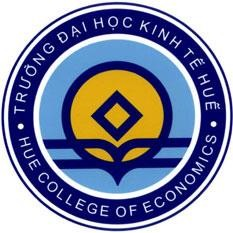 TRƯỜNG ĐẠI HỌC KINH TẾ HUẾ
HUE COLLEGE OF ECONOMICS